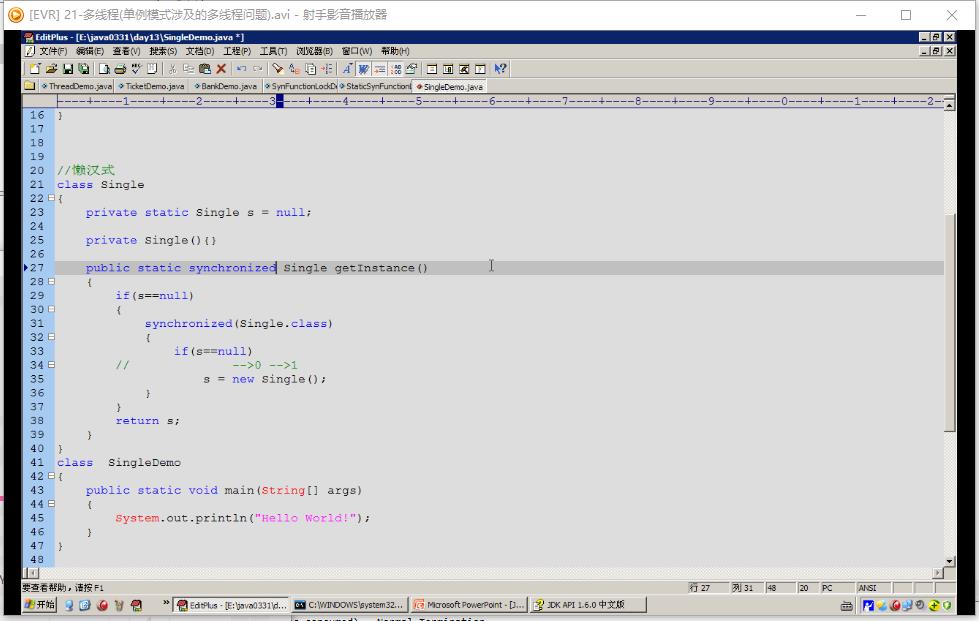 [EVR] 21-多线程(单例模式涉及的多线程问题).avi - 射手影音播放器
EditPlus - [E:\java0331\day13\SingleDemo.java *]
文件(F) 编辑(E) 查看(V) 搜索(S) 文档(D) 工程(P) 工具(T) 浏览器(B) 窗口(W) 帮助(H)
ThreadDemo.java TicketDemo.java BankDemo.java SynFunctionLockDe StaticSynFunctionL SingleDemo.java
----+----1----+----2----+----3----+----4----+----5----+----6----+----7----+----8----+----9----+----0----+----1----+----2--
16 }
17
18
19
20 //懒汉式
21 class Single
22 {
23 private static Single s = null;
24
25 private Single(){}
26
27 public static synchronized Single getInstance()
28 {
29 if(s==null)
30 {
31 synchronized(Single.class)
32 {
33 if(s==null)
34 // -->0 -->1
35 s = new Single();
36 }
37 }
38 return s;
39 }
40 }
41 class SingleDemo
42 {
43 public static void main(String[] args)
44 {
45 System.out.println("Hello World!");
46 }
47 }
48
要查看帮助，请按 F1 行 27 列 31 48 20 PC ANSI
开始 » EditPlus - [E:\java0331\d... C:\WINDOWS\system32... Microsoft PowerPoint - [J... JDK API 1.6.0 中文版